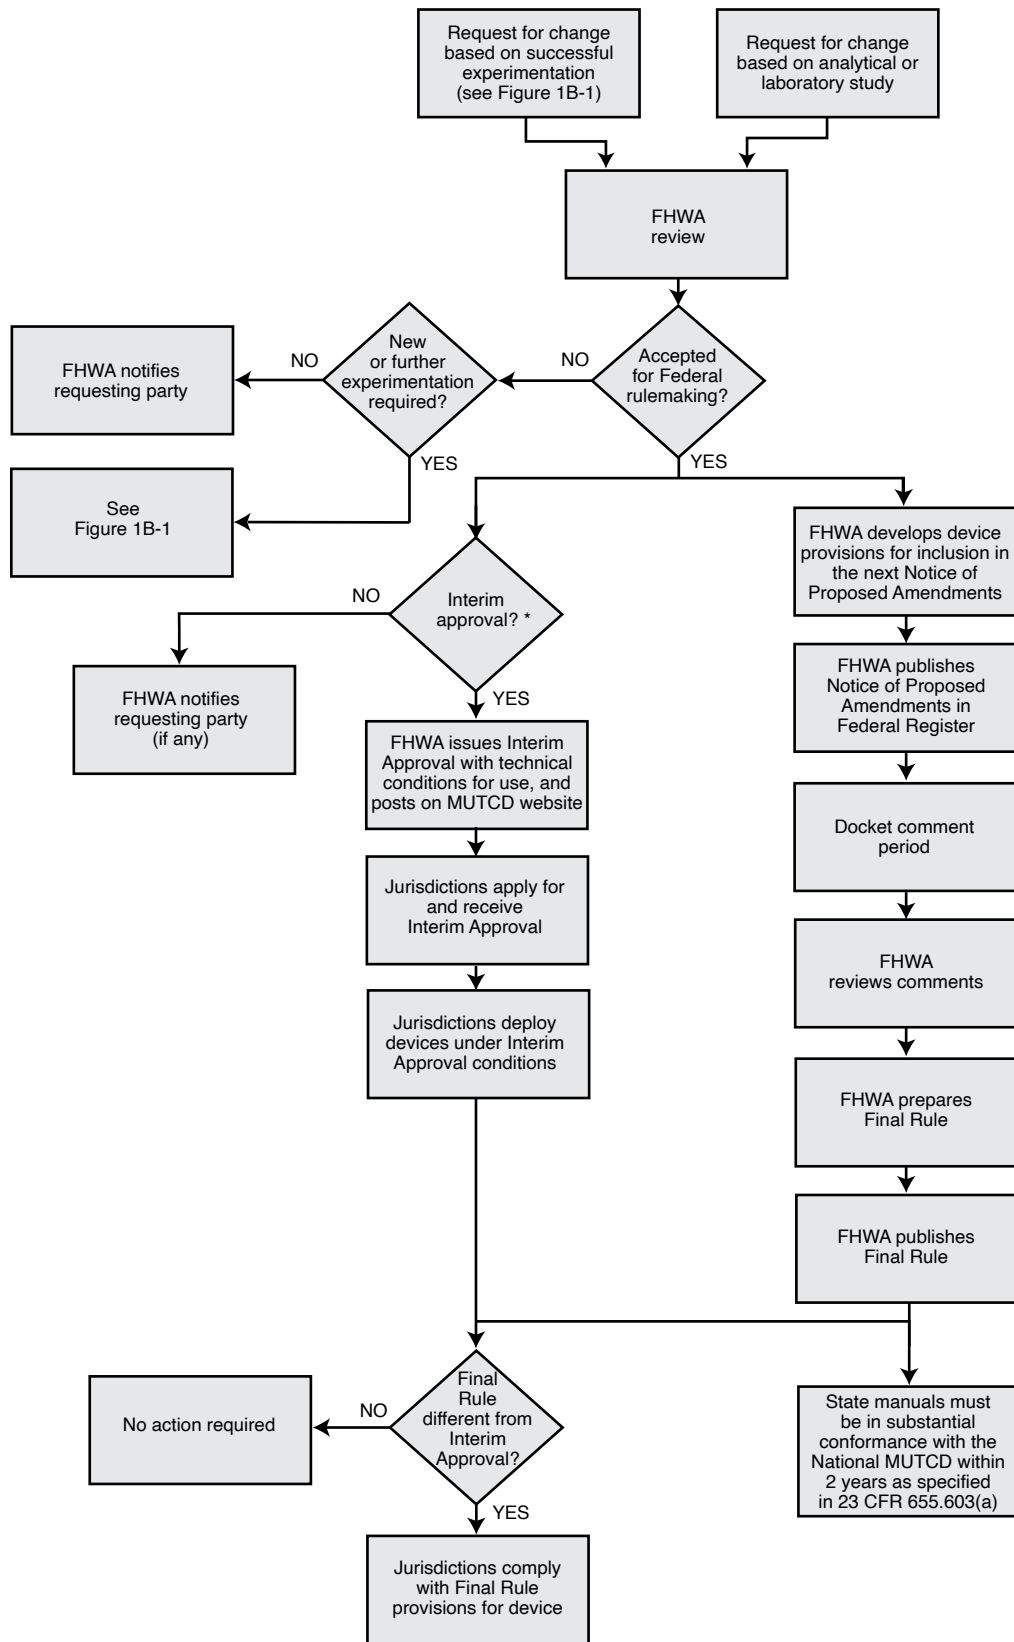 Request for change
based on successful
experimentation
(see Figure 1B-1)
Request for change
based on analytical or
laboratory study
FHWA
review
Accepted
for Federal
rulemaking?
NO
YES
New
or further
experimentation
required?
NO
YES
FHWA notifies
requesting party
See
Figure 1B-1
Interim
approval? *
NO
YES
FHWA notifies
requesting party
(if any)
FHWA issues Interim
Approval with technical
conditions for use, and
posts on MUTCD website
Jurisdictions apply for
and receive
Interim Approval
Jurisdictions deploy
devices under Interim
Approval conditions
FHWA develops device
provisions for inclusion in
the next Notice of
Proposed Amendments
FHWA publishes
Notice of Proposed
Amendments in
Federal Register
Docket comment
period
FHWA
reviews comments
FHWA prepares
Final Rule
FHWA publishes
Final Rule
Final
Rule
different from
Interim
Approval?
NO
YES
No action required
State manuals must
be in substantial
conformance with the
National MUTCD within
2 years as specified
in 23 CFR 655.603(a)
Jurisdictions comply
with Final Rule
provisions for device